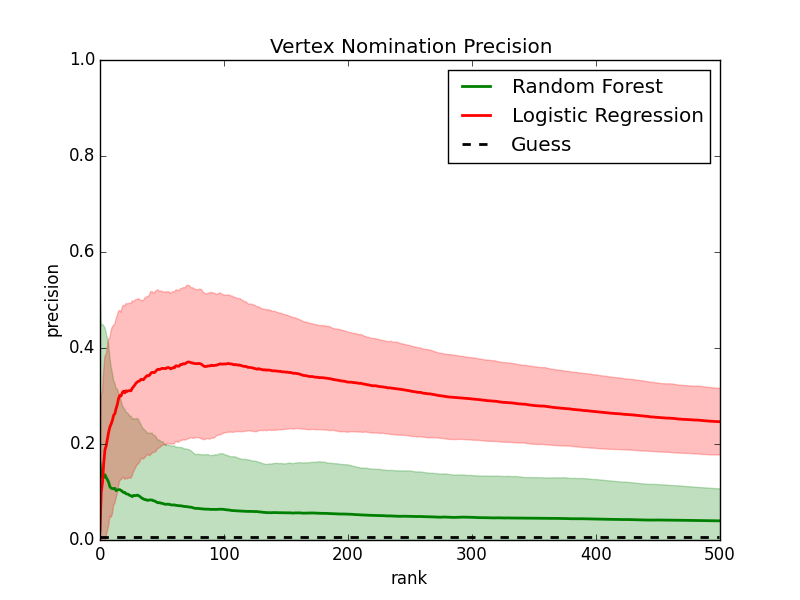 Vertex Nomination Precision
1.0
0.8
0.6
0.4
0.2
0.0
precision
Random Forest
Logistic Regression
Guess
0 100 200 300 400 500
rank